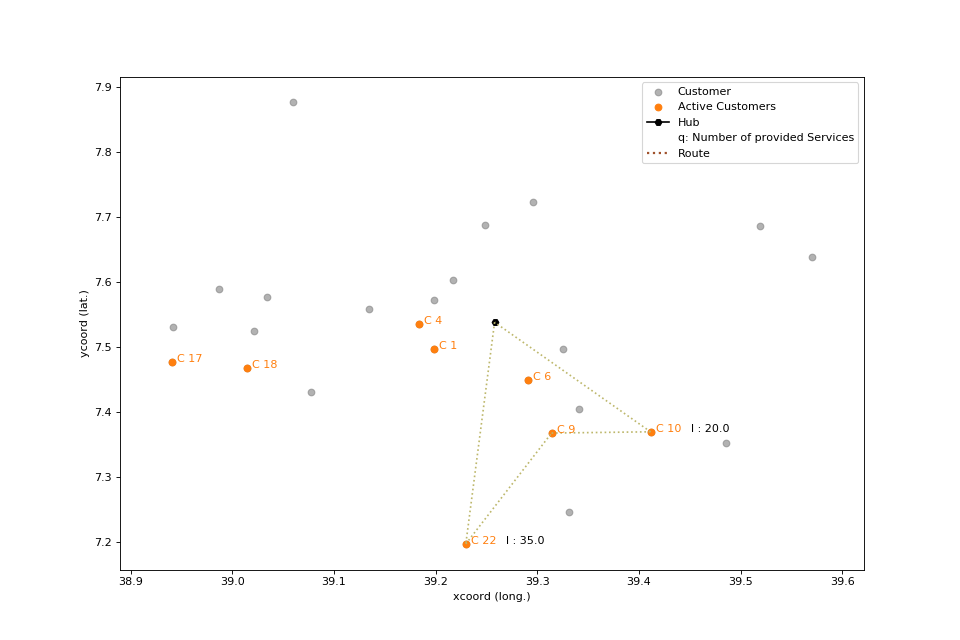 Customer
Active Customers
Hub
q: Number of provided Services
Route
7.9
7.8
7.7
7.6
7.5
7.4
7.3
7.2
ycoord (lat.)
C 4
C 1
C 17
C 18
C 6
C 9
C 10 l : 20.0
C 22 l : 35.0
38.9 39.0 39.1 39.2 39.3 39.4 39.5 39.6
xcoord (long.)